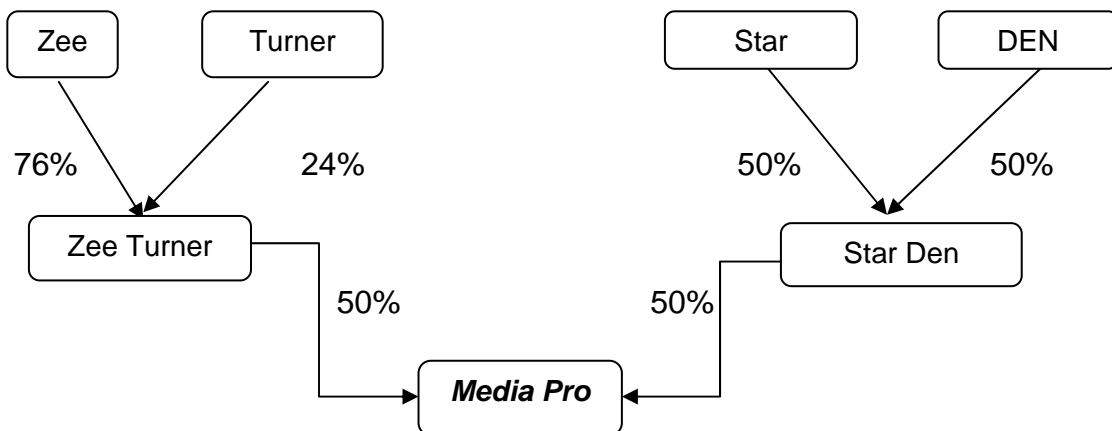 Zee
Turner
Star
DEN
76%
24%
50%
50%
Zee Turner
Star Den
50%
50%
Media Pro